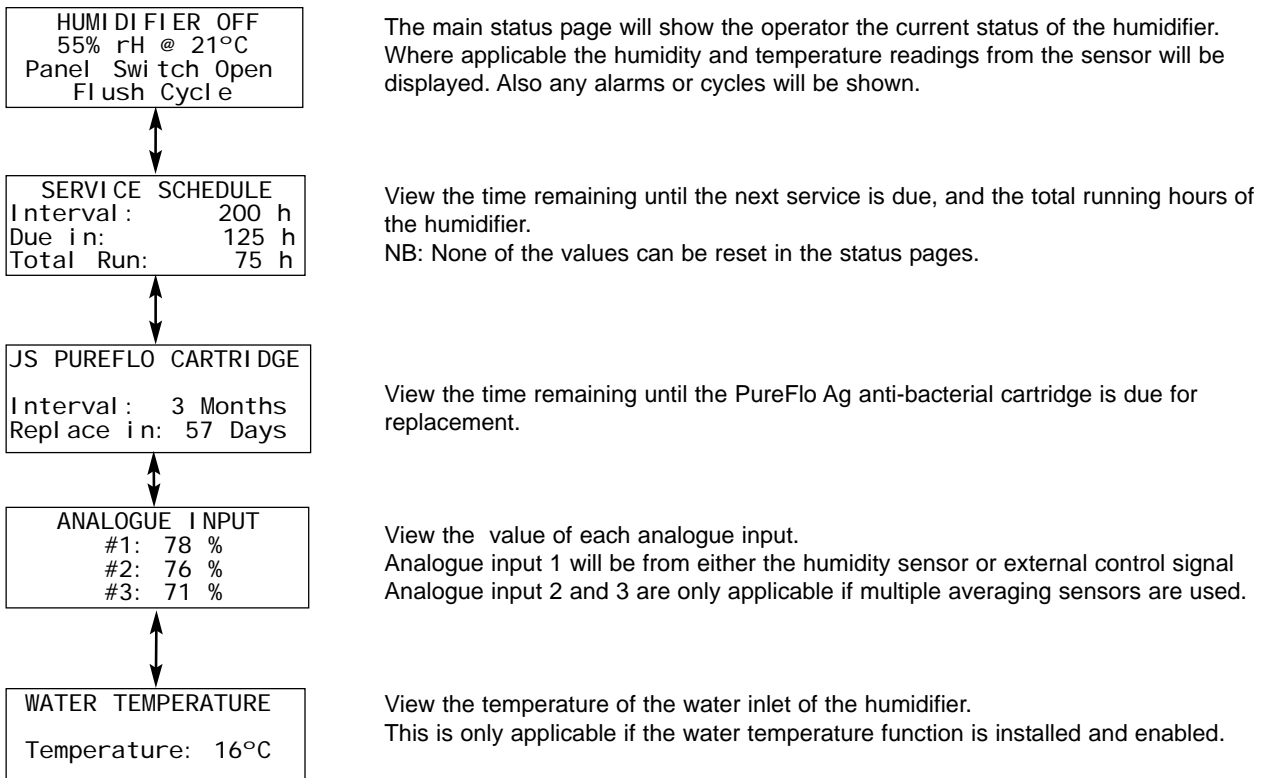 HUMIDIFIER OFF
55% rH @ 21ºC
Panel Switch Open
Flush Cycle
The main status page will show the operator the current status of the humidifier.
Where applicable the humidity and temperature readings from the sensor will be
displayed. Also any alarms or cycles will be shown.
SERVICE SCHEDULE
Interval: 200 h
Due in: 125 h
Total Run: 75 h
View the time remaining until the next service is due, and the total running hours of
the humidifier.
NB: None of the values can be reset in the status pages.
JS PUREFLO CARTRIDGE
Interval: 3 Months
Replace in: 57 Days
View the time remaining until the PureFlo Ag anti-bacterial cartridge is due for
replacement.
ANALOGUE INPUT
#1: 78 %
#2: 76 %
#3: 71 %
View the value of each analogue input.
Analogue input 1 will be from either the humidity sensor or external control signal
Analogue input 2 and 3 are only applicable if multiple averaging sensors are used.
WATER TEMPERATURE
Temperature: 16ºC
View the temperature of the water inlet of the humidifier.
This is only applicable if the water temperature function is installed and enabled.